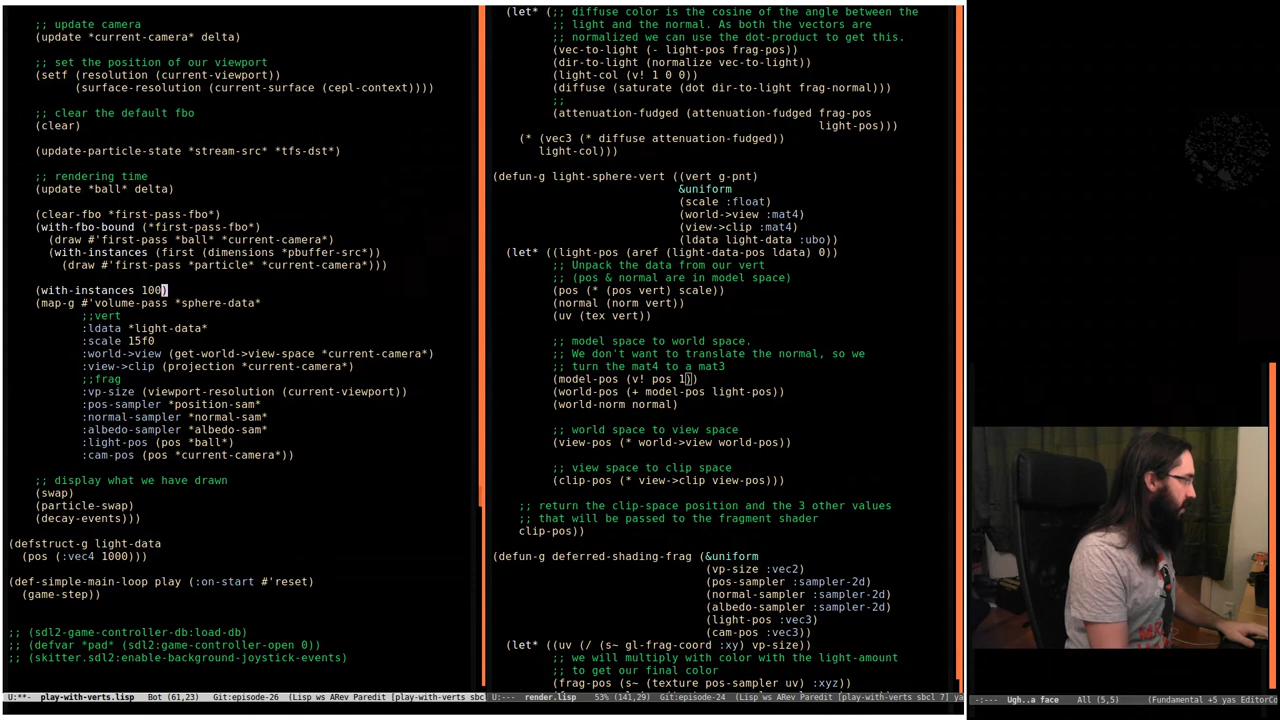 ;; update camera
(update *current-camera* delta)
;; set the position of our viewport
(setf (resolution (current-viewport))
(surface-resolution (current-surface (cepl-context))))
;; clear the default fbo
(clear)
(update-particle-state *stream-src* *tfs-dst*)
;; rendering time
(update *ball* delta)
(clear-fbo *first-pass-fbo*)
(with-fbo-bound (*first-pass-fbo*)
(draw #'first-pass *ball* *current-camera*)
(with-instances (first (dimensions *pbuffer-src*))
(draw #'first-pass *particle* *current-camera*)))
(with-instances 100)
(map-g #'volume-pass *sphere-data*
;;vert
:ldata *light-data*
:scale 15f0
:world->view (get-world->view-space *current-camera*)
:view->clip (projection *current-camera*)
;;frag
:vp-size (viewport-resolution (current-viewport))
:pos-sampler *position-sam*
:normal-sampler *normal-sam*
:albedo-sampler *albedo-sam*
:light-pos (pos *ball*)
:cam-pos (pos *current-camera*))
;; display what we have drawn
(swap)
(particle-swap)
(decay-events)))
(defstruct-g light-data
(pos (:vec4 1000)))
(def-simple-main-loop play (:on-start #'reset)
(game-step))
;; (sdl2-game-controller-db:load-db)
;; (defvar *pad* (sdl2:game-controller-open 0))
;; (skitter.sdl2:enable-background-joystick-events)
U:**- play-with-verts.lisp Bot (61,23) Git:episode-26 (Lisp ws ARev Paredit [play-with-verts sbc
(let* (;; diffuse color is the cosine of the angle between the
;; light and the normal. As both the vectors are
;; normalized we can use the dot-product to get this.
(vec-to-light (- light-pos frag-pos))
(dir-to-light (normalize vec-to-light))
(light-col (v! 1 0 0))
(diffuse (saturate (dot dir-to-light frag-normal)))
;;
(attenuation-fudged (attenuation-fudged frag-pos
light-pos)))
(* (vec3 (* diffuse attenuation-fudged))
light-col)))
(defun-g light-sphere-vert ((vert g-pnt)
&uniform
(scale :float)
(world->view :mat4)
(view->clip :mat4)
(ldata light-data :ubo))
(let* ((light-pos (aref (light-data-pos ldata) 0))
;; Unpack the data from our vert
;; (pos & normal are in model space)
(pos (* (pos vert) scale))
(normal (norm vert))
(uv (tex vert))
;; model space to world space.
;; We don't want to translate the normal, so we
;; turn the mat4 to a mat3
(model-pos (v! pos 1))
(world-pos (+ model-pos light-pos))
(world-norm normal)
;; world space to view space
(view-pos (* world->view world-pos))
;; view space to clip space
(clip-pos (* view->clip view-pos)))
;; return the clip-space position and the 3 other values
;; that will be passed to the fragment shader
clip-pos))
(defun-g deferred-shading-frag (&uniform
(vp-size :vec2)
(pos-sampler :sampler-2d)
(normal-sampler :sampler-2d)
(albedo-sampler :sampler-2d)
(light-pos :vec3)
(cam-pos :vec3))
(let* ((uv (/ (s~ gl-frag-coord :xy) vp-size))
;; we will multiply with color with the light-amount
;; to get our final color
(frag-pos (s~ (texture pos-sampler uv) :xyz))
U:--- render.lisp 53% (141,29) Git:episode-24 (Lisp ws ARev Paredit [play-with-verts sbcl 7] ya
-:--- Ugh..a face All (5,5) (Fundamental +5 yas EditorCo